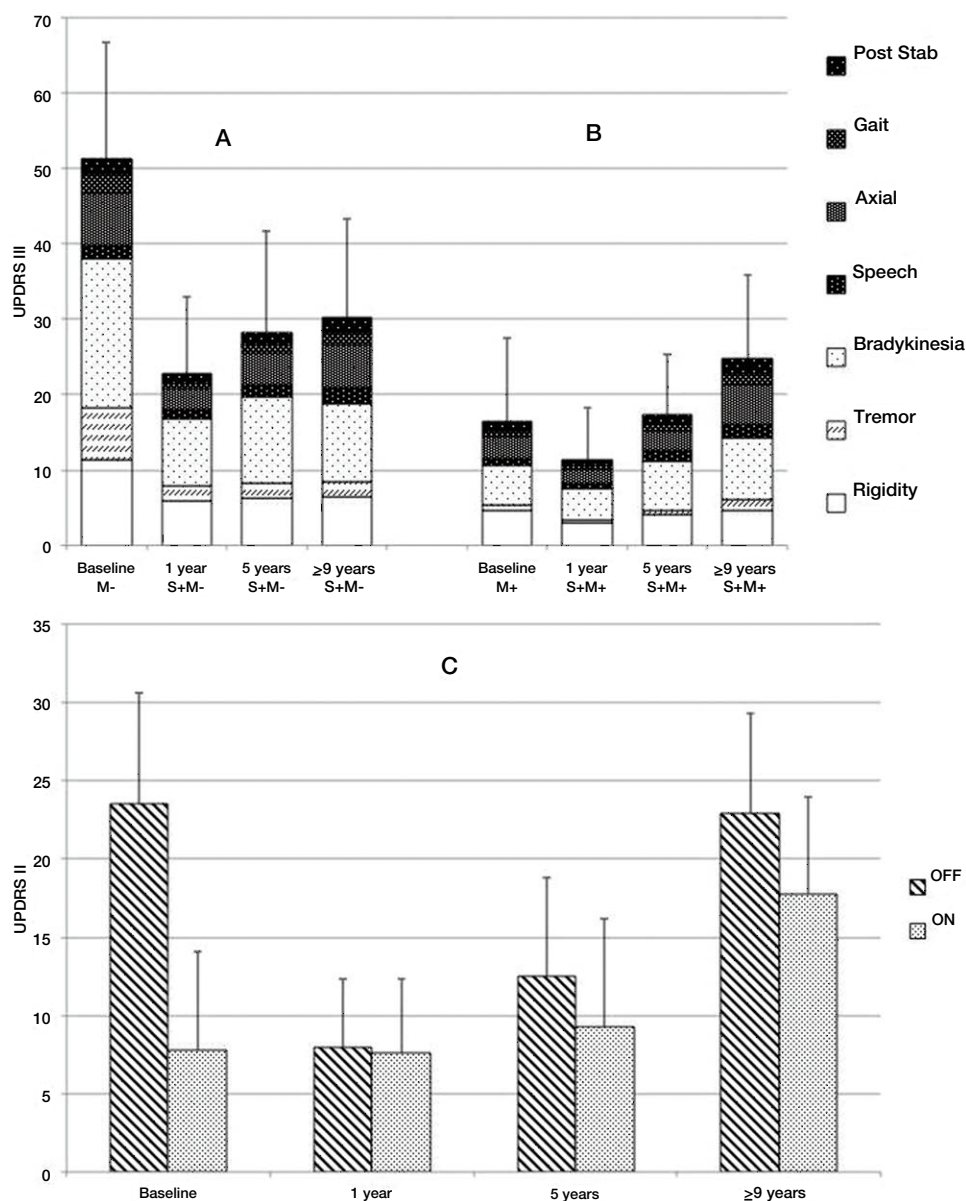 70
60
50
40
30
20
10
0
UPDRS III
A
B
Baseline
M-
1 year
S+M-
5 years
S+M-
≥9 years
S+M-
Baseline
M+
1 year
S+M+
5 years
S+M+
≥9 years
S+M+
Post Stab
Gait
Axial
Speech
Bradykinesia
Tremor
Rigidity
35
30
25
20
15
10
5
0
UPDRS II
C
Baseline
1 year
5 years
≥9 years
OFF
ON